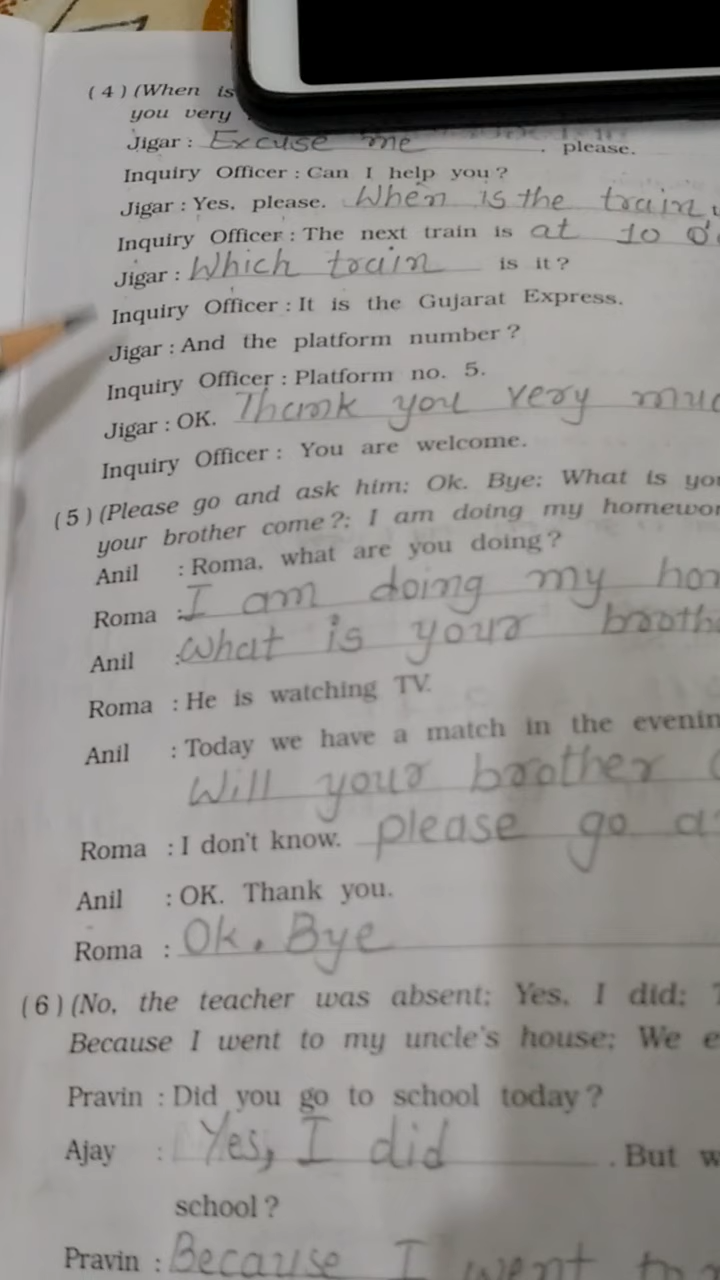 (4) (When is
you very
Jigar : Excuse me . please.
Inquiry Officer : Can I help you?
Jigar : Yes, please. When is the train
Inquiry Officer : The next train is at 10
Jigar : Which train is it?
Inquiry Officer : It is the Gujarat Express.
Jigar : And the platform number?
Inquiry Officer : Platform no. 5.
Jigar : OK. Thank you very
Inquiry Officer : You are welcome.
(5) (Please go and ask him; Ok. Bye; What is
your brother come?; I am doing my
Anil : Roma, what are you doing?
Roma : I am doing my
Anil : What is your
Roma : He is watching TV.
Anil : Today we have a match in the
Will your brother
Roma : I don't know. please go
Anil : OK. Thank you.
Roma : Ok. Bye
(6) (No, the teacher was absent; Yes, I did;
Because I went to my uncle's house; We
Pravin : Did you go to school today?
Ajay : Yes, I did . But
school?
Pravin : Because I went to